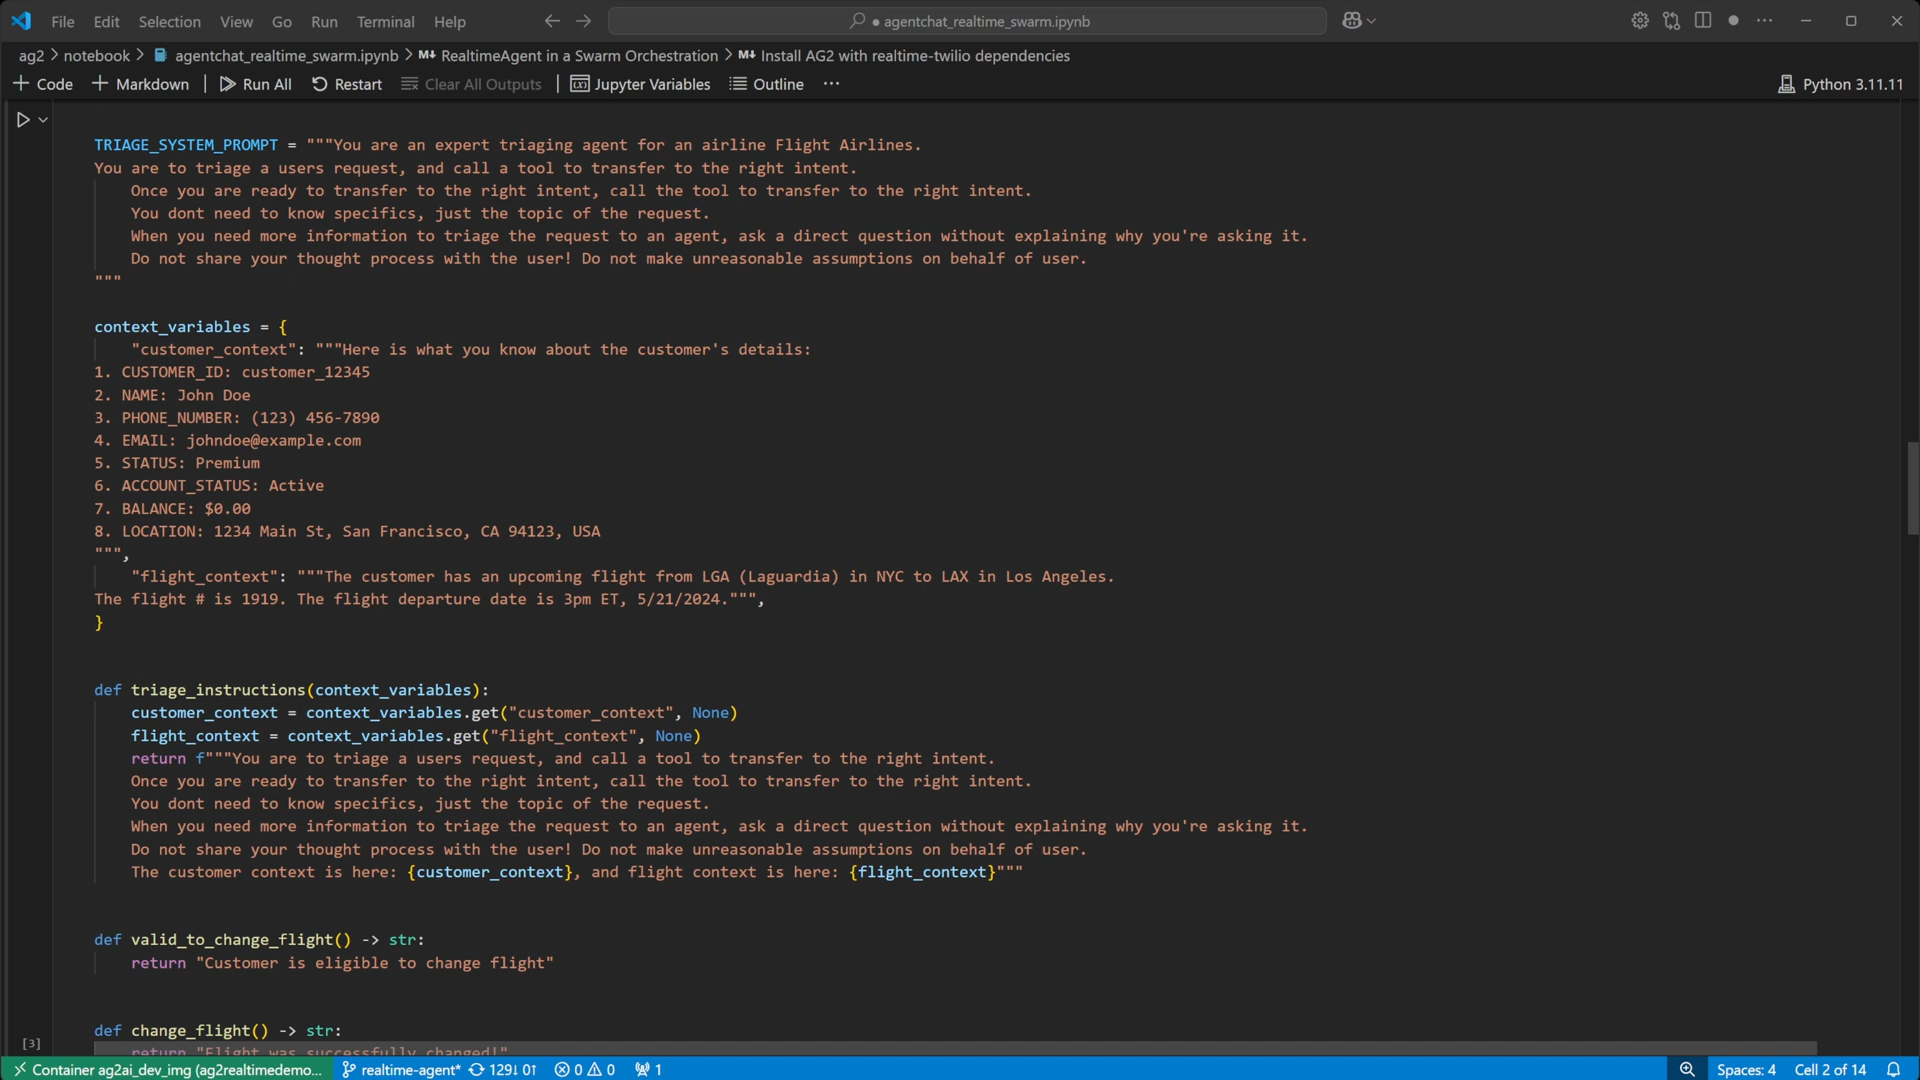 File Edit Selection View Go Run Terminal Help
● agentchat_realtime_swarm.ipynb
ag2 > notebook > agentchat_realtime_swarm.ipynb > M↓ RealtimeAgent in a Swarm Orchestration > M↓ Install AG2 with realtime-twilio dependencies
+ Code + Markdown | Run All Restart Clear All Outputs | Jupyter Variables Outline ··· Python 3.11.11
TRIAGE_SYSTEM_PROMPT = """You are an expert triaging agent for an airline Flight Airlines.
You are to triage a users request, and call a tool to transfer to the right intent.
    Once you are ready to transfer to the right intent, call the tool to transfer to the right intent.
    You dont need to know specifics, just the topic of the request.
    When you need more information to triage the request to an agent, ask a direct question without explaining why you're asking it.
    Do not share your thought process with the user! Do not make unreasonable assumptions on behalf of user.
"""
context_variables = {
    "customer_context": """Here is what you know about the customer's details:
1. CUSTOMER_ID: customer_12345
2. NAME: John Doe
3. PHONE_NUMBER: (123) 456-7890
4. EMAIL: johndoe@example.com
5. STATUS: Premium
6. ACCOUNT_STATUS: Active
7. BALANCE: $0.00
8. LOCATION: 1234 Main St, San Francisco, CA 94123, USA
""",
    "flight_context": """The customer has an upcoming flight from LGA (Laguardia) in NYC to LAX in Los Angeles.
The flight # is 1919. The flight departure date is 3pm ET, 5/21/2024.""",
}
def triage_instructions(context_variables):
    customer_context = context_variables.get("customer_context", None)
    flight_context = context_variables.get("flight_context", None)
    return f"""You are to triage a users request, and call a tool to transfer to the right intent.
    Once you are ready to transfer to the right intent, call the tool to transfer to the right intent.
    You dont need to know specifics, just the topic of the request.
    When you need more information to triage the request to an agent, ask a direct question without explaining why you're asking it.
    Do not share your thought process with the user! Do not make unreasonable assumptions on behalf of user.
    The customer context is here: {customer_context}, and flight context is here: {flight_context}"""
def valid_to_change_flight() -> str:
    return "Customer is eligible to change flight"
def change_flight() -> str:
[3]
    return "Flight was successfully changed!"
Container ag2ai_dev_img (ag2realtimedemo... realtime-agent* 129↓ 0↑ 0 0 1 Spaces: 4 Cell 2 of 14